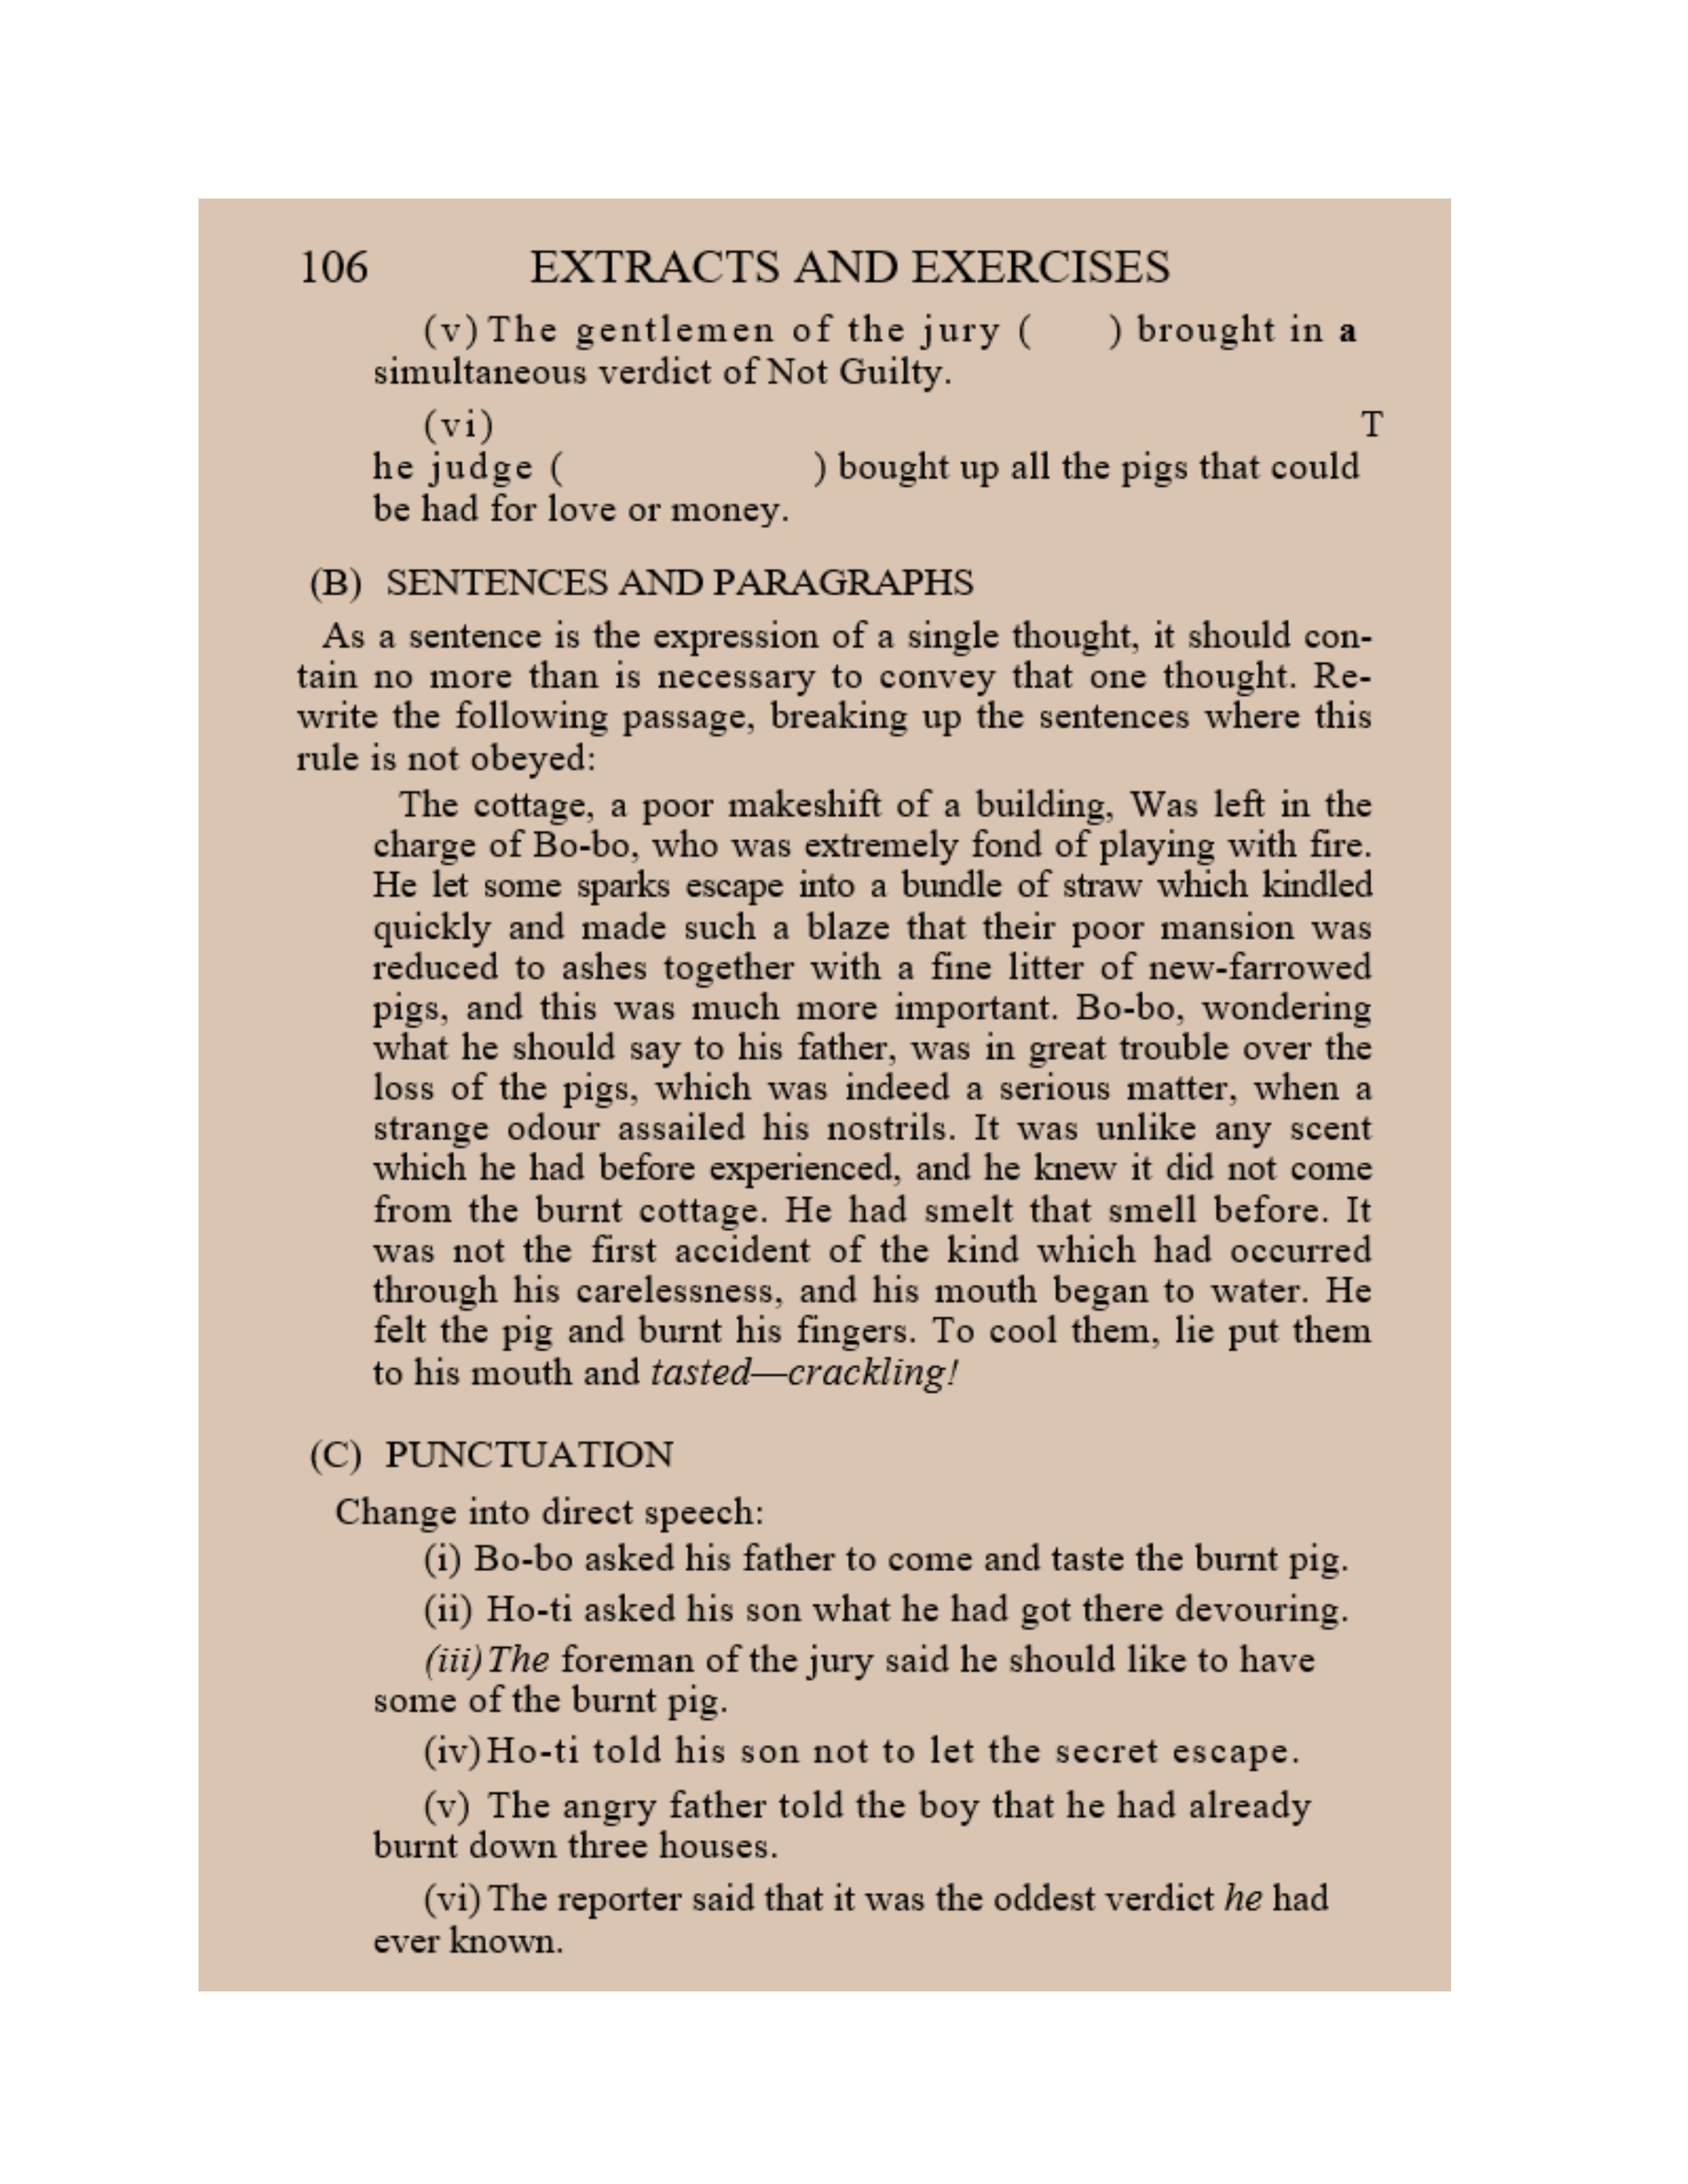 106 EXTRACTS AND EXERCISES
(v) The gentlemen of the jury ( ) brought in a
simultaneous verdict of Not Guilty.
(vi) T
he judge ( ) bought up all the pigs that could
be had for love or money.
(B) SENTENCES AND PARAGRAPHS
As a sentence is the expression of a single thought, it should con-
tain no more than is necessary to convey that one thought. Re-
write the following passage, breaking up the sentences where this
rule is not obeyed:
The cottage, a poor makeshift of a building, Was left in the
charge of Bo-bo, who was extremely fond of playing with fire.
He let some sparks escape into a bundle of straw which kindled
quickly and made such a blaze that their poor mansion was
reduced to ashes together with a fine litter of new-farrowed
pigs, and this was much more important. Bo-bo, wondering
what he should say to his father, was in great trouble over the
loss of the pigs, which was indeed a serious matter, when a
strange odour assailed his nostrils. It was unlike any scent
which he had before experienced, and he knew it did not come
from the burnt cottage. He had smelt that smell before. It
was not the first accident of the kind which had occurred
through his carelessness, and his mouth began to water. He
felt the pig and burnt his fingers. To cool them, lie put them
to his mouth and tasted—crackling!
(C) PUNCTUATION
Change into direct speech:
(i) Bo-bo asked his father to come and taste the burnt pig.
(ii) Ho-ti asked his son what he had got there devouring.
(iii) The foreman of the jury said he should like to have
some of the burnt pig.
(iv) Ho-ti told his son not to let the secret escape.
(v) The angry father told the boy that he had already
burnt down three houses.
(vi) The reporter said that it was the oddest verdict he had
ever known.